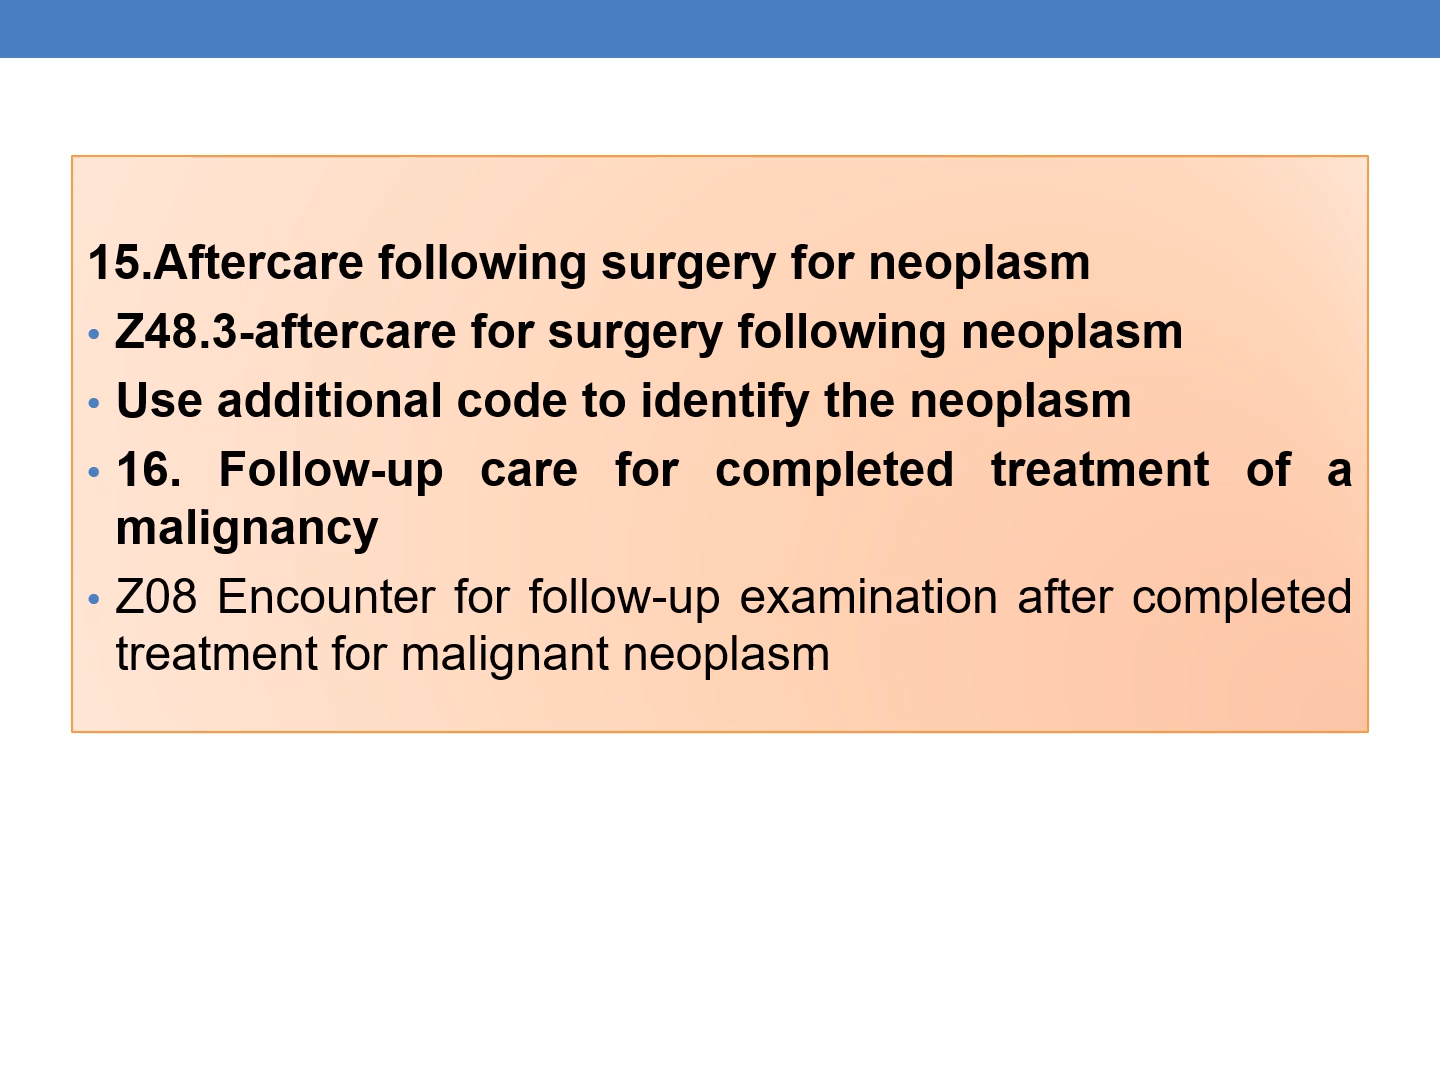 15.Aftercare following surgery for neoplasm
• Z48.3-aftercare for surgery following neoplasm
• Use additional code to identify the neoplasm
• 16. Follow-up care for completed treatment of a
malignancy
• Z08 Encounter for follow-up examination after completed
treatment for malignant neoplasm